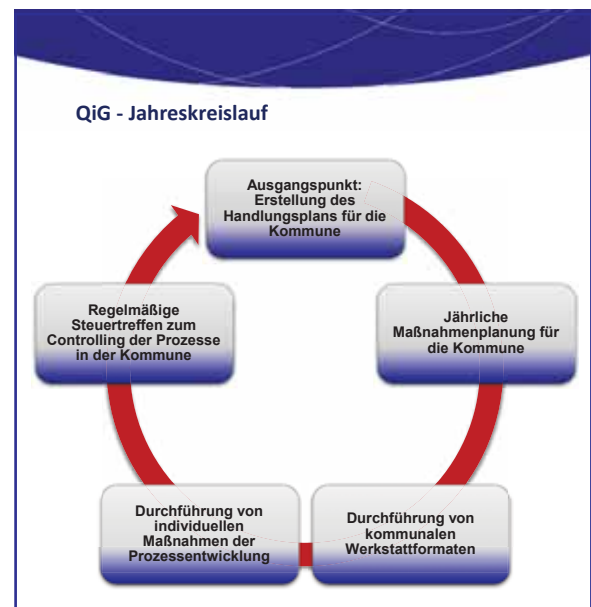 QiG - Jahreskreislauf
Ausgangspunkt:
Erstellung des
Handlungsplans für die
Kommune
Jährliche
Maßnahmenplanung für
die Kommune
Durchführung von
kommunalen
Werkstattformaten
Durchführung von
individuellen
Maßnahmen der
Prozessentwicklung
Regelmäßige
Steuertreffen zum
Controlling der Prozesse
in der Kommune